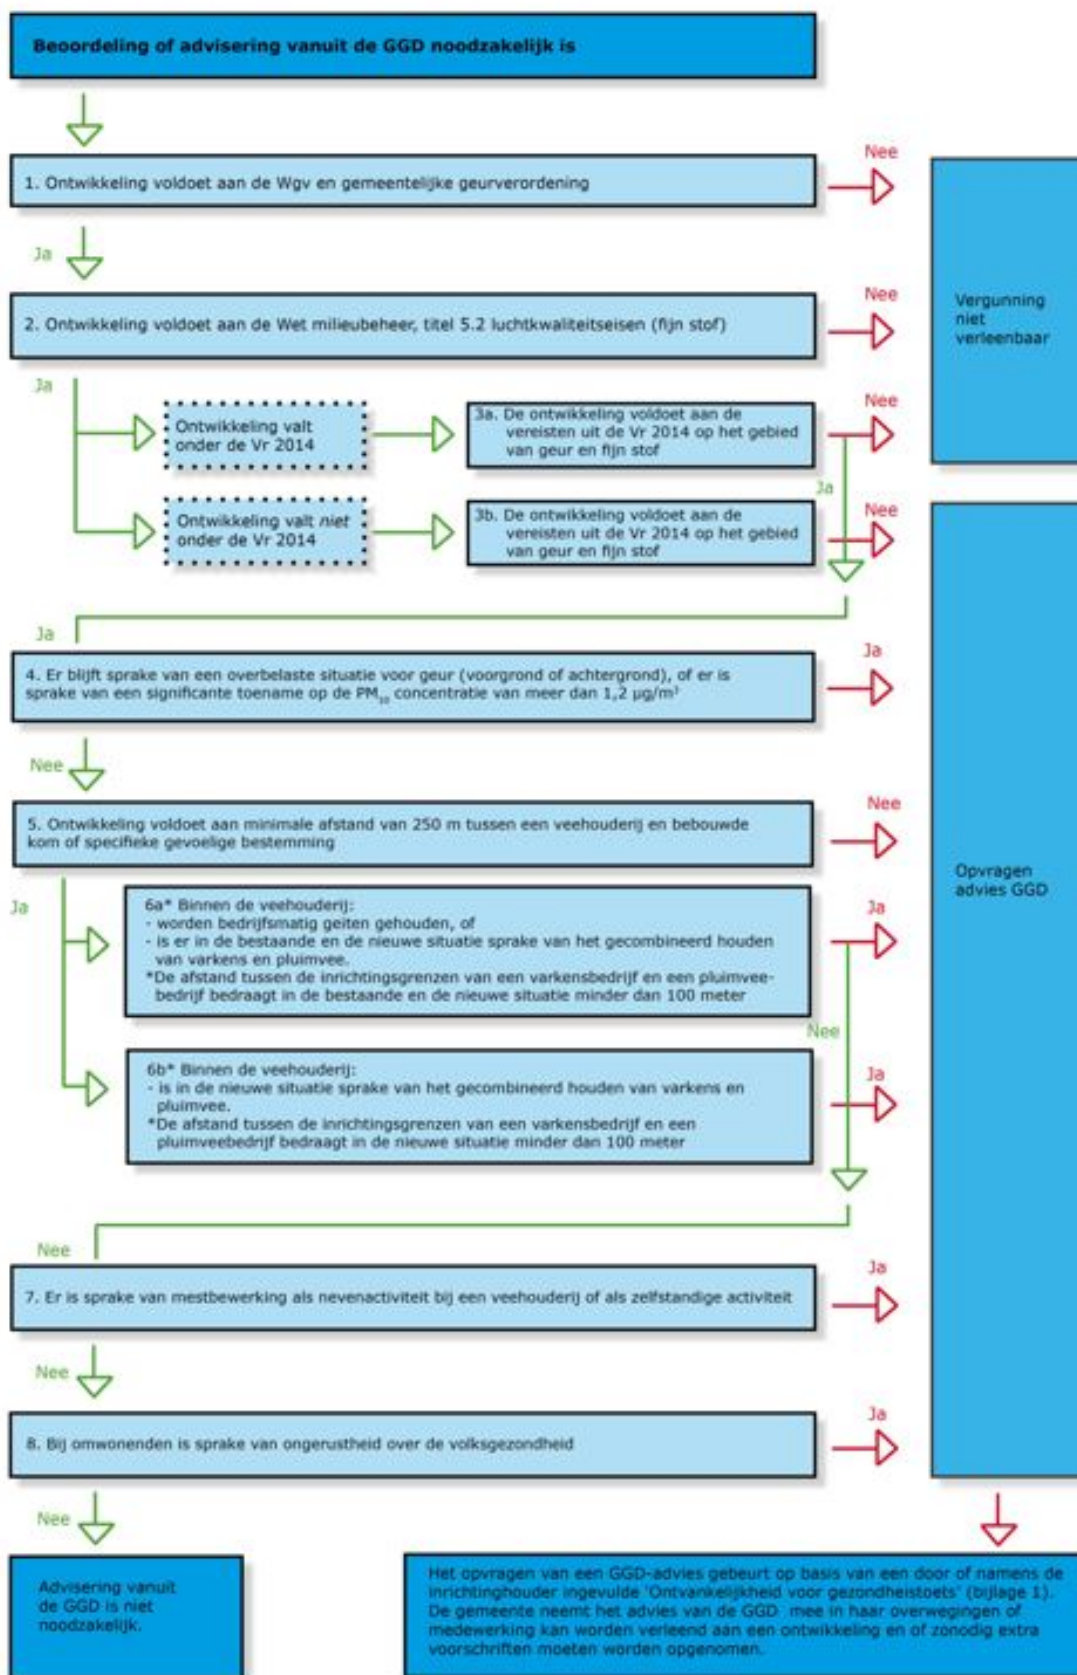 Beoordeling of advisering vanuit de GGD noodzakelijk is
Nee
1. Ontwikkeling voldoet aan de Wgv en gemeentelijke geurverordening
Ja
Nee
2. Ontwikkeling voldoet aan de Wet milieubeheer, titel 5.2 luchtkwaliteitseisen (fijn stof)
Vergunning
niet
verleenbaar
Ja
Ontwikkeling valt
onder de Vr 2014
3a. De ontwikkeling voldoet aan de
vereisten uit de Vr 2014 op het gebied
van geur en fijn stof
Nee
Ja
Ontwikkeling valt niet
onder de Vr 2014
3b. De ontwikkeling voldoet aan de
vereisten uit de Vr 2014 op het gebied
van geur en fijn stof
Nee
Ja
4. Er blijft sprake van een overbelaste situatie voor geur (voorgrond of achtergrond), of er is
sprake van een significante toename op de PM₁₀ concentratie van meer dan 1,2 µg/m³
Ja
Nee
5. Ontwikkeling voldoet aan minimale afstand van 250 m tussen een veehouderij en bebouwde
kom of specifieke gevoelige bestemming
Nee
Opvragen
advies GGD
Ja
6a* Binnen de veehouderij:
- worden bedrijfsmatig geiten gehouden, of
- is er in de bestaande en de nieuwe situatie sprake van het gecombineerd houden
van varkens en pluimvee.
*De afstand tussen de inrichtingsgrenzen van een varkensbedrijf en een pluimvee-
bedrijf bedraagt in de bestaande en de nieuwe situatie minder dan 100 meter
Ja
Nee
6b* Binnen de veehouderij:
- is in de nieuwe situatie sprake van het gecombineerd houden van varkens en
pluimvee.
*De afstand tussen de inrichtingsgrenzen van een varkensbedrijf en een
pluimveebedrijf bedraagt in de nieuwe situatie minder dan 100 meter
Ja
Nee
7. Er is sprake van mestbewerking als nevenactiviteit bij een veehouderij of als zelfstandige activiteit
Ja
Nee
8. Bij omwonenden is sprake van ongerustheid over de volksgezondheid
Ja
Nee
Advisering vanuit
de GGD is niet
noodzakelijk.
Het opvragen van een GGD-advies gebeurt op basis van een door of namens de
inrichtinghouder ingevulde 'Ontvankelijkheid voor gezondheistoets' (bijlage 1).
De gemeente neemt het advies van de GGD mee in haar overwegingen of
medewerking kan worden verleend aan een ontwikkeling en of zonodig extra
voorschriften moeten worden opgenomen.